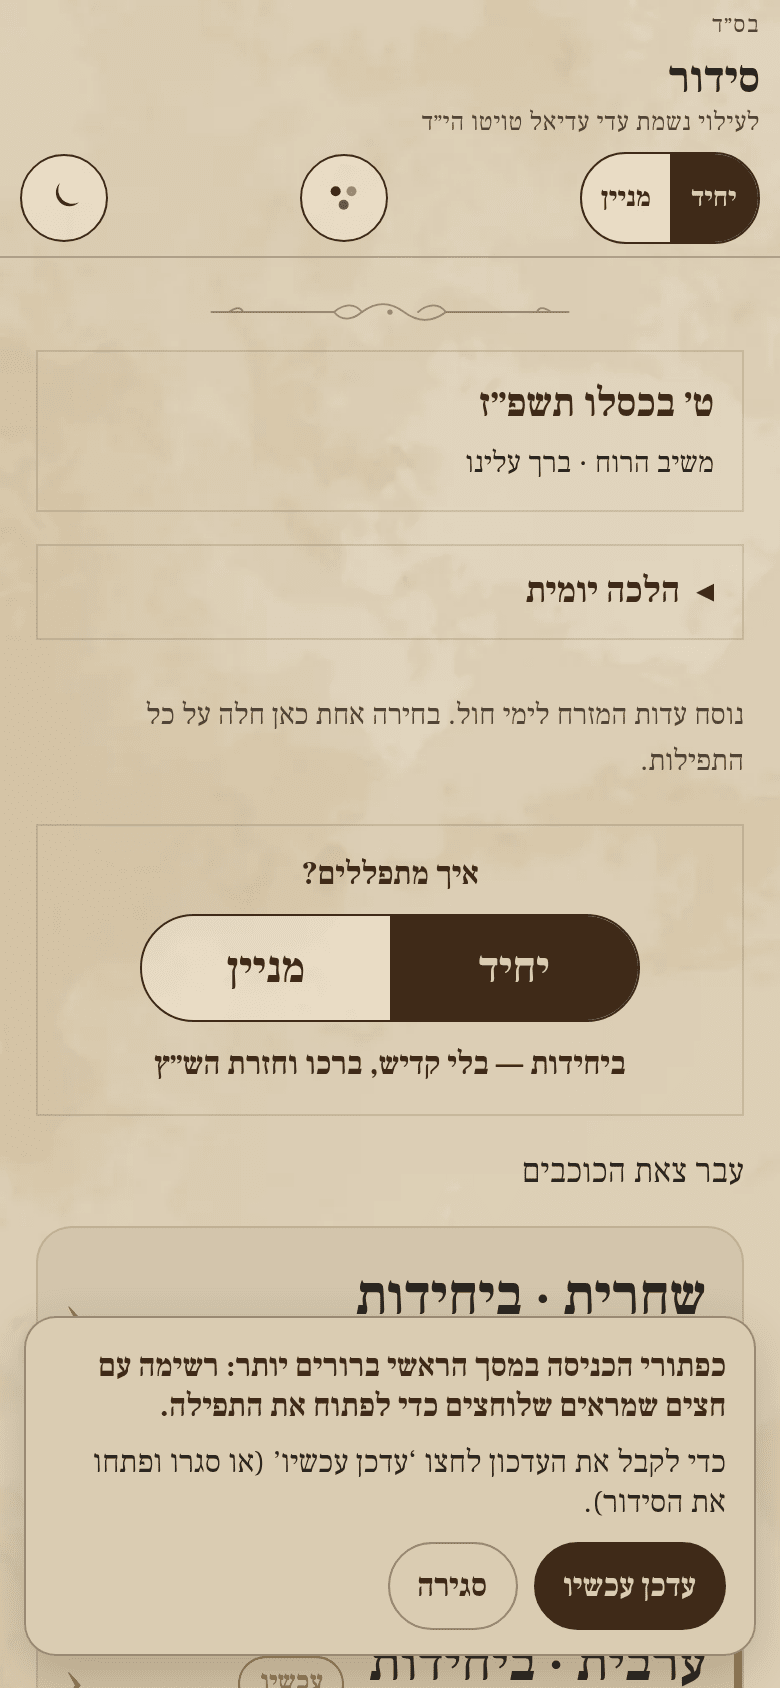 בס״ד
סידור
לעילוי נשמת עדי עדיאל טויטו הי״ד
יחיד
מניין
ט׳ בכסלו תשפ״ז
משיב הרוח · ברך עלינו
הלכה יומית
נוסח עדות המזרח לימי חול. בחירה אחת כאן חלה על כל
התפילות.
איך מתפללים?
יחיד
מניין
ביחידות — בלי קדיש, ברכו וחזרת הש״ץ
עבר צאת הכוכבים
שחרית · ביחידות
כפתורי הכניסה במסך הראשי ברורים יותר: רשימה עם
חצים שמראים שלוחצים כדי לפתוח את התפילה.
כדי לקבל את העדכון לחצו ‘עדכן עכשיו’ (או סגרו ופתחו
את הסידור).
עדכן עכשיו
סגירה
ערבית · ביחידות
עכשיו